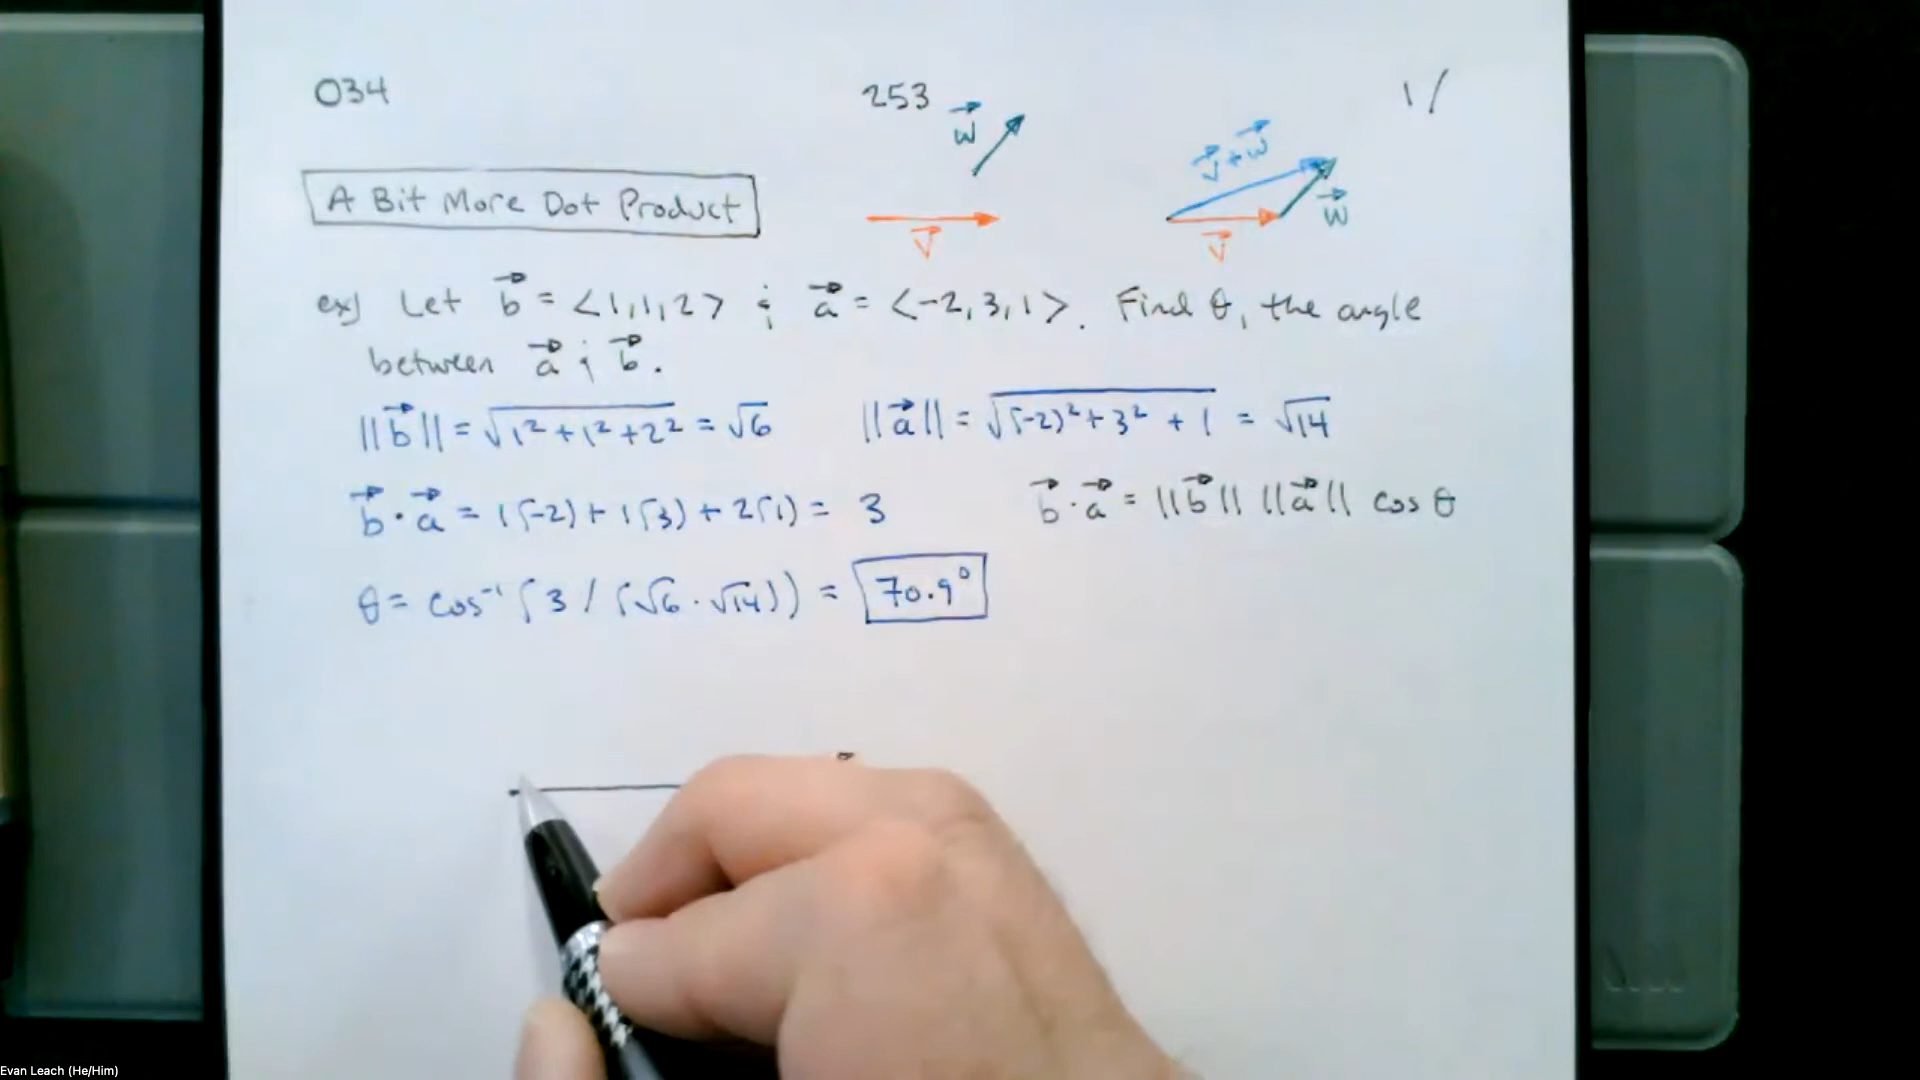 034 253 1/
w⃗ v⃗ v⃗+w⃗ w⃗ v⃗
A Bit More Dot Product
ex) Let b⃗ = <1,1,2> & a⃗ = <-2,3,1>. Find θ, the angle
between a⃗ & b⃗.
||b⃗|| = √(1²+1²+2²) = √6 ||a⃗|| = √((-2)²+3²+1) = √14
b⃗·a⃗ = 1(-2)+1(3)+2(1) = 3 b⃗·a⃗ = ||b⃗|| ||a⃗|| cos θ
θ = cos⁻¹(3/(√6·√14)) = 70.9°
Evan Leach (He/Him)